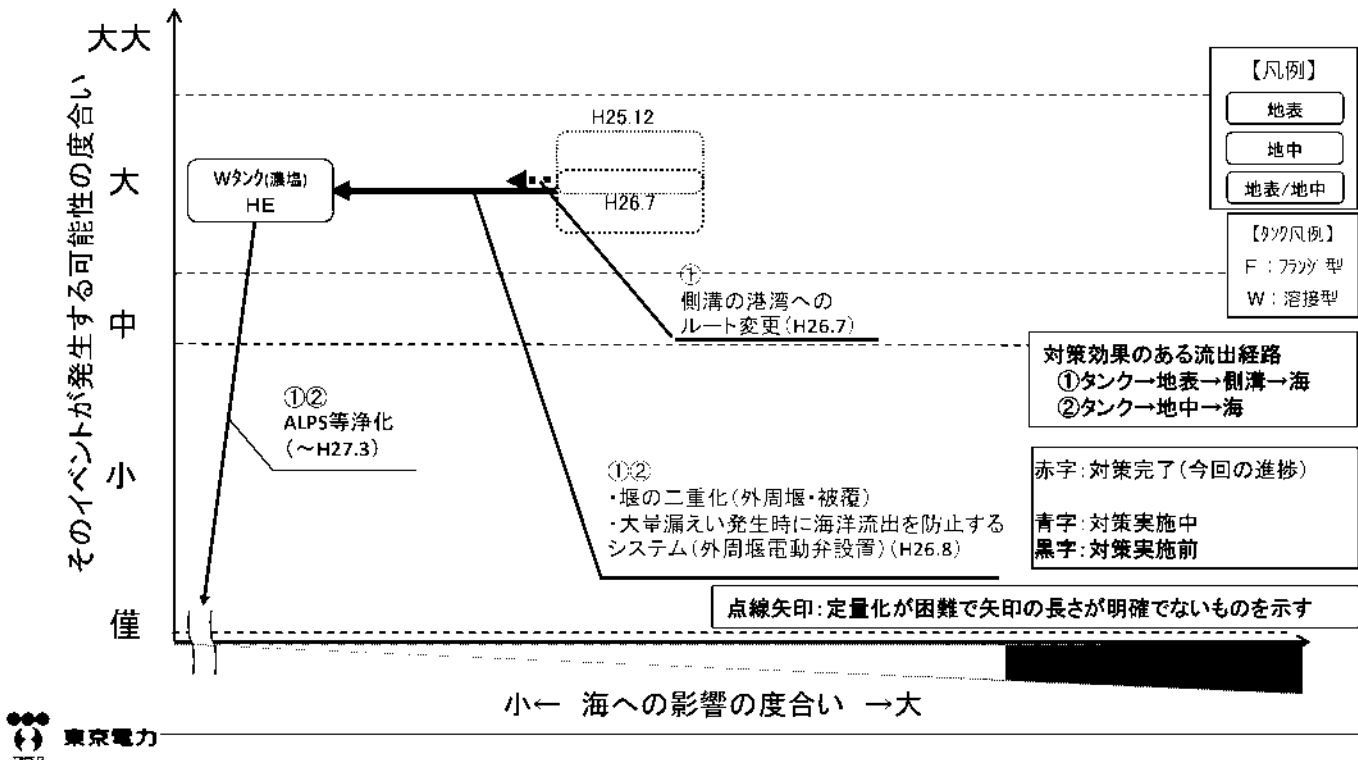 大大
大
中
小
僅
そのイベントが発生する可能性の度合い
H25.12
H26.7
Wタンク(濃塩)
HE
①
側溝の港湾への
ルート変更(H26.7)
①②
ALPS等浄化
(～H27.3)
①②
・堰の二重化(外周堰・被覆)
・大量漏えい発生時に海洋流出を防止する
システム(外周堰電動弁設置)(H26.8)
【凡例】
地表
地中
地表/地中
【タンク凡例】
F：フランジ型
W：溶接型
対策効果のある流出経路
①タンク→地表→側溝→海
②タンク→地中→海
赤字：対策完了(今回の進捗)
青字：対策実施中
黒字：対策実施前
点線矢印：定量化が困難で矢印の長さが明確でないものを示す
小← 海への影響の度合い →大
東京電力